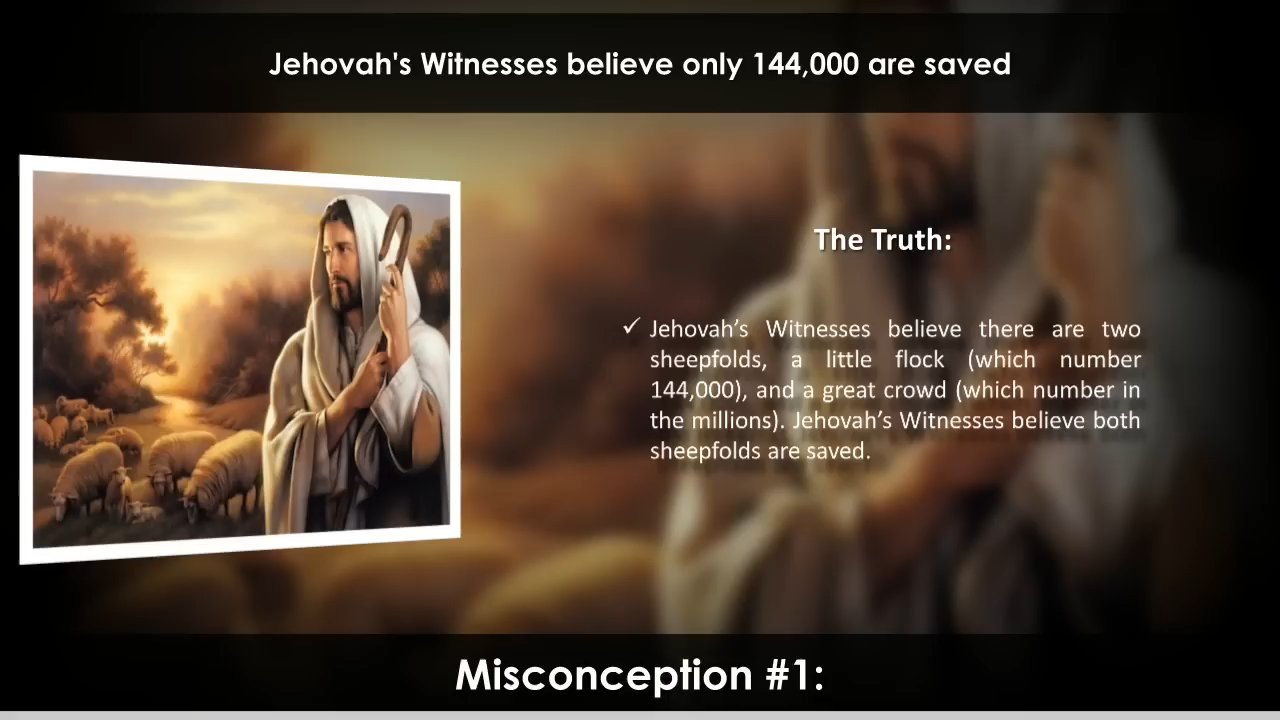 Jehovah's Witnesses believe only 144,000 are saved
The Truth:
✓ Jehovah’s Witnesses believe there are two
sheepfolds, a little flock (which number
144,000), and a great crowd (which number in
the millions). Jehovah’s Witnesses believe both
sheepfolds are saved.
Misconception #1: